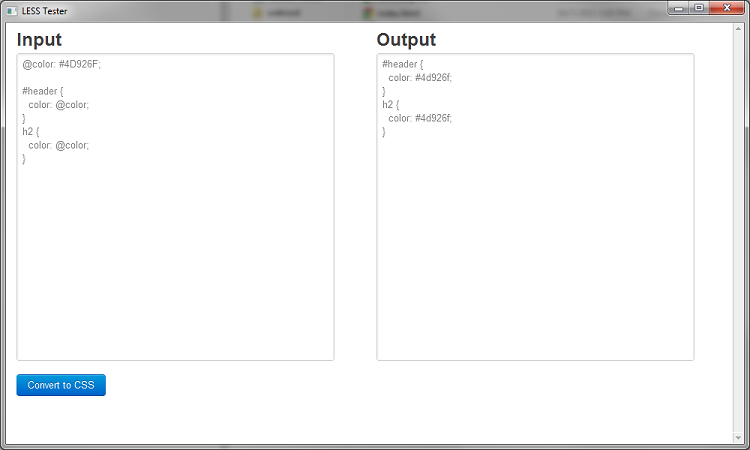 LESS Tester
Input
@color: #4D926F;
#header {
color: @color;
}
h2 {
color: @color;
}
Convert to CSS
Output
#header {
color: #4d926f;
}
h2 {
color: #4d926f;
}